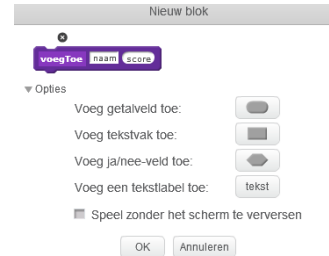 Nieuw blok
voegToe naam score
Opties
Voeg getalveld toe:
Voeg tekstvak toe:
Voeg ja/nee-veld toe:
Voeg een tekstlabel toe: tekst
Speel zonder het scherm te verversen
OK Annuleren